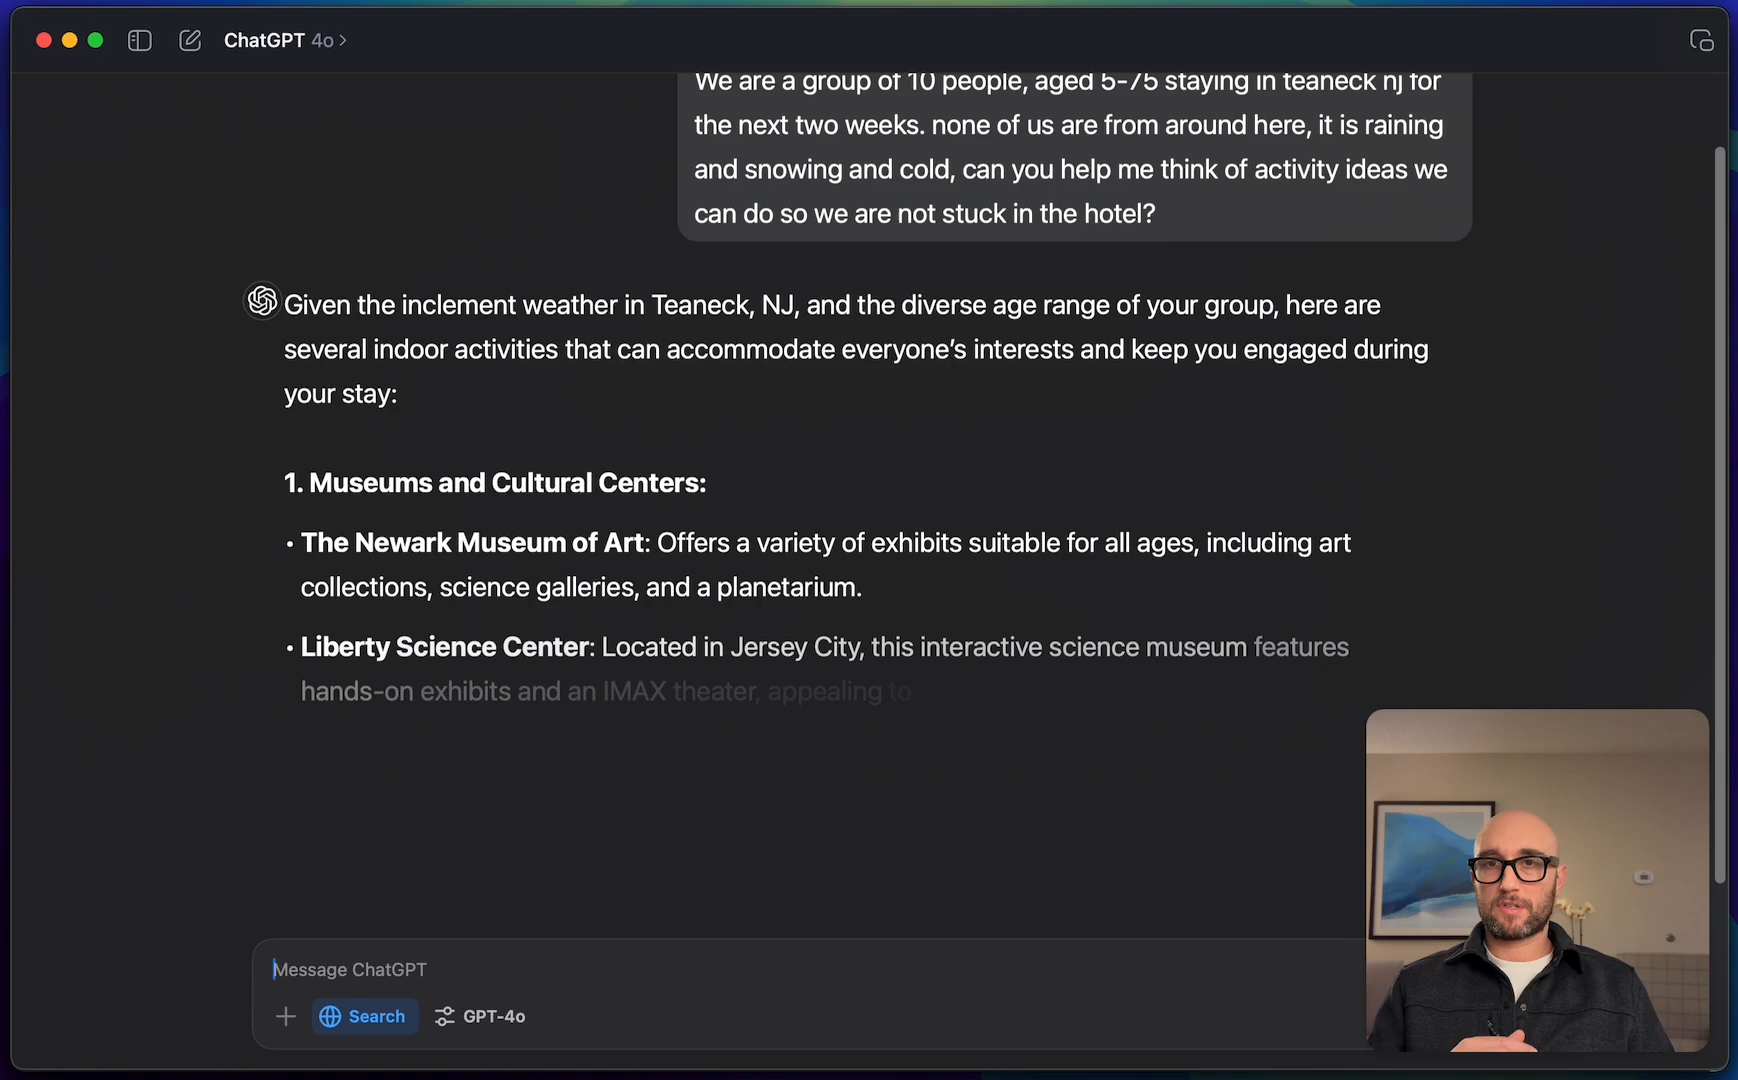 ChatGPT 4o >
We are a group of 10 people, aged 5-75 staying in teaneck nj for
the next two weeks. none of us are from around here, it is raining
and snowing and cold, can you help me think of activity ideas we
can do so we are not stuck in the hotel?
Given the inclement weather in Teaneck, NJ, and the diverse age range of your group, here are
several indoor activities that can accommodate everyone’s interests and keep you engaged during
your stay:
1. Museums and Cultural Centers:
• The Newark Museum of Art: Offers a variety of exhibits suitable for all ages, including art
collections, science galleries, and a planetarium.
• Liberty Science Center: Located in Jersey City, this interactive science museum features
hands-on exhibits and an IMAX theater, appealing to
Message ChatGPT
Search GPT-4o